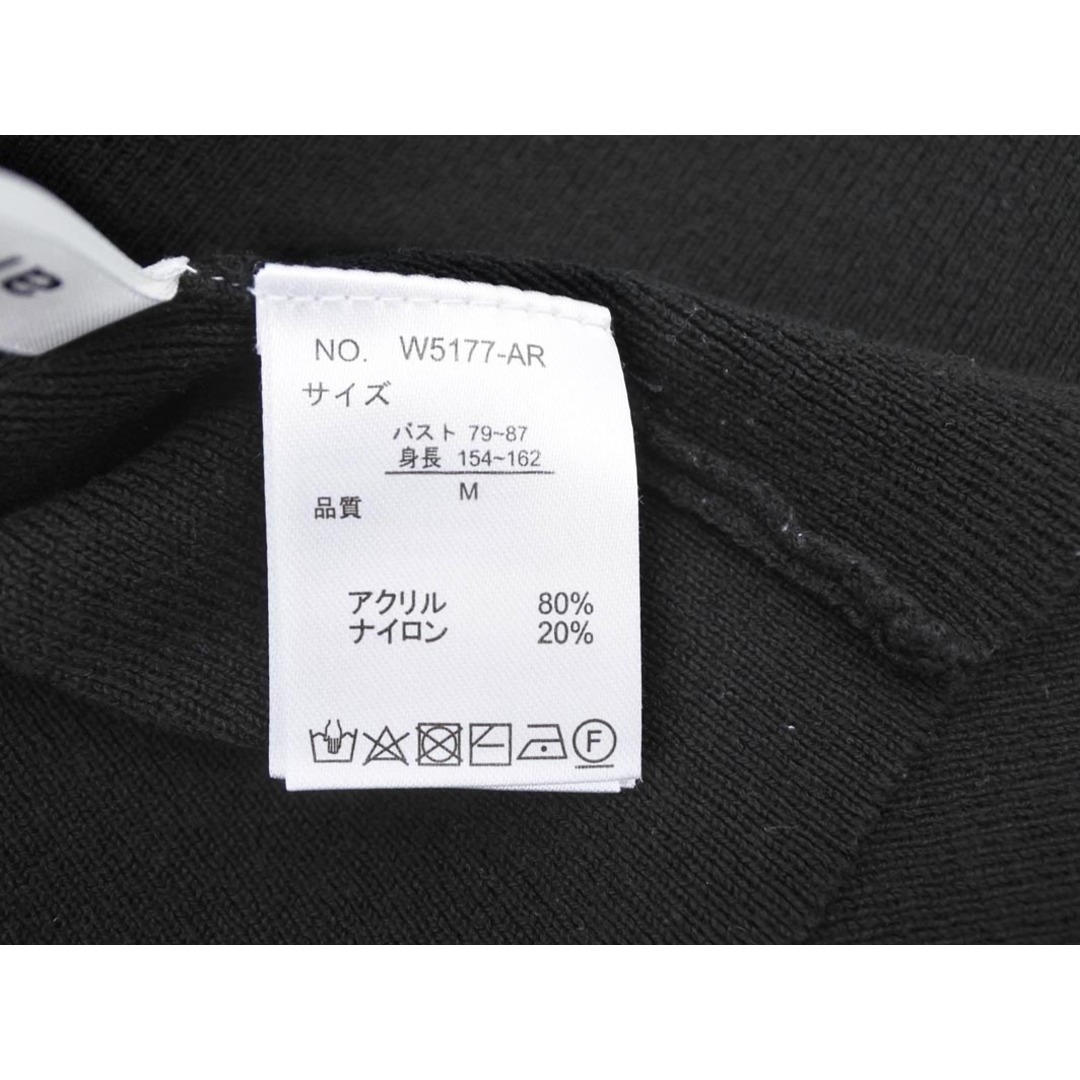 NO. W5177-AR
サイズ
バスト 79~87
身長 154~162
M
品質
アクリル 80%
ナイロン 20%
F